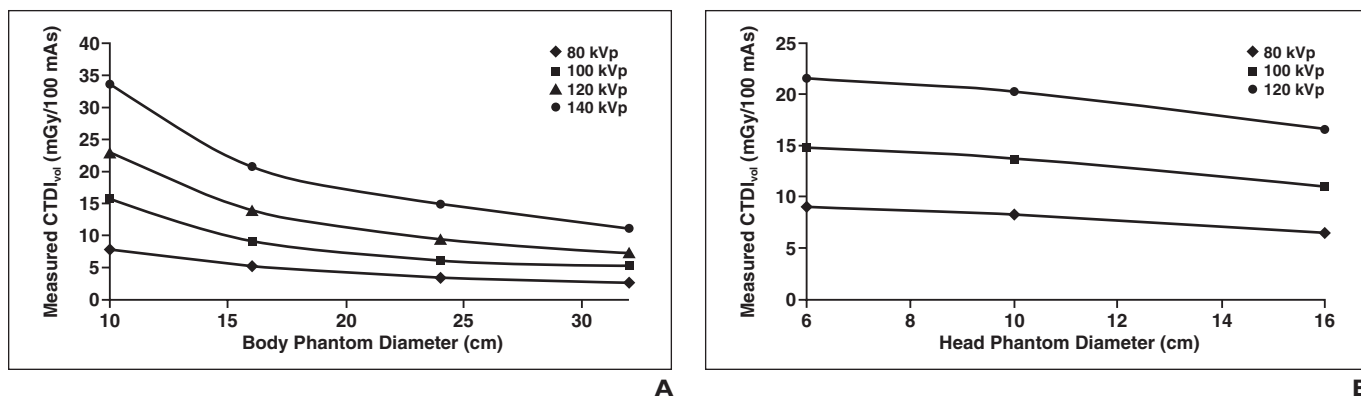 40
35
30
25
20
15
10
5
0
Measured CTDIvol (mGy/100 mAs)
80 kVp
100 kVp
120 kVp
140 kVp
10 15 20 25 30
Body Phantom Diameter (cm)
A
25
20
15
10
5
0
Measured CTDIvol (mGy/100 mAs)
80 kVp
100 kVp
120 kVp
6 8 10 12 14 16
Head Phantom Diameter (cm)